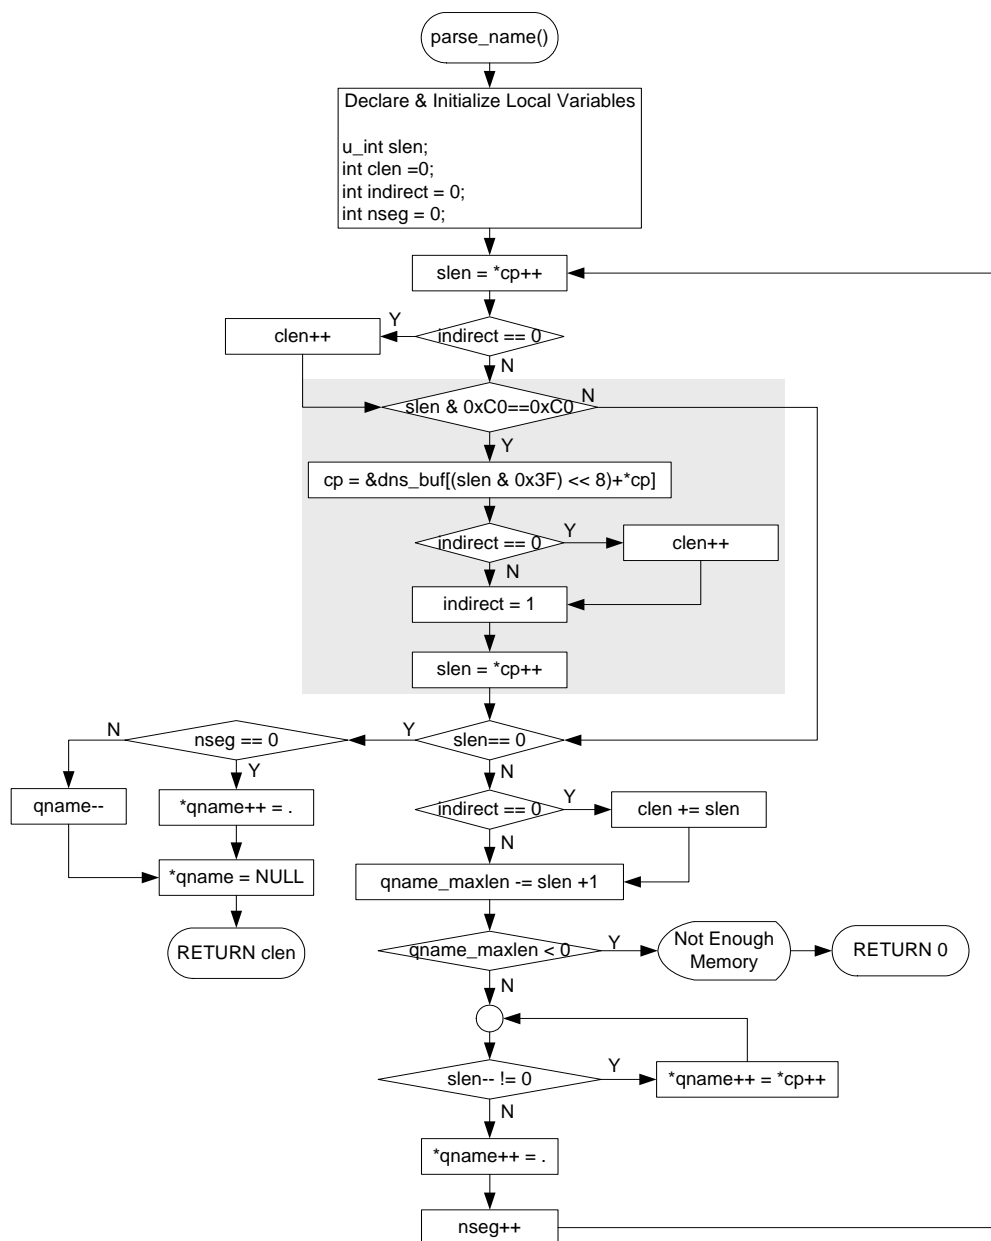 parse_name()
Declare & Initialize Local Variables
u_int slen;
int clen =0;
int indirect = 0;
int nseg = 0;
slen = *cp++
indirect == 0
Y
clen++
N
slen & 0xC0==0xC0
N
Y
cp = &dns_buf[(slen & 0x3F) << 8)+*cp]
indirect == 0
Y
clen++
N
indirect = 1
slen = *cp++
slen== 0
Y
nseg == 0
N
Y
qname--
*qname++ = .
*qname = NULL
RETURN clen
N
indirect == 0
Y
clen += slen
N
qname_maxlen -= slen +1
qname_maxlen < 0
Y
Not Enough
Memory
RETURN 0
N
slen-- != 0
Y
*qname++ = *cp++
N
*qname++ = .
nseg++